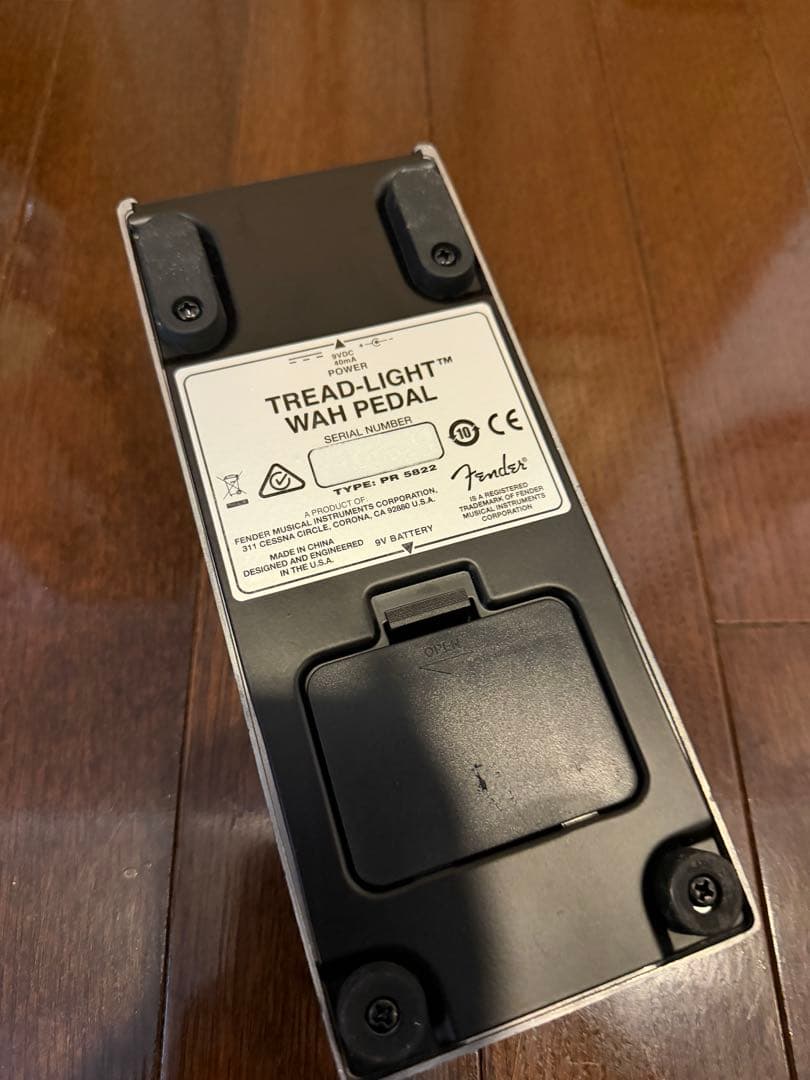 9VDC
40mA
POWER
TREAD-LIGHT™
WAH PEDAL
SERIAL NUMBER
TYPE: PR 5822
10
CE
A PRODUCT OF
FENDER MUSICAL INSTRUMENTS CORPORATION,
311 CESSNA CIRCLE, CORONA, CA 92880 U.S.A.
MADE IN CHINA
DESIGNED AND ENGINEERED
IN THE U.S.A.
Fender®
IS A REGISTERED
TRADEMARK OF FENDER
MUSICAL INSTRUMENTS
CORPORATION
9V BATTERY
OPEN